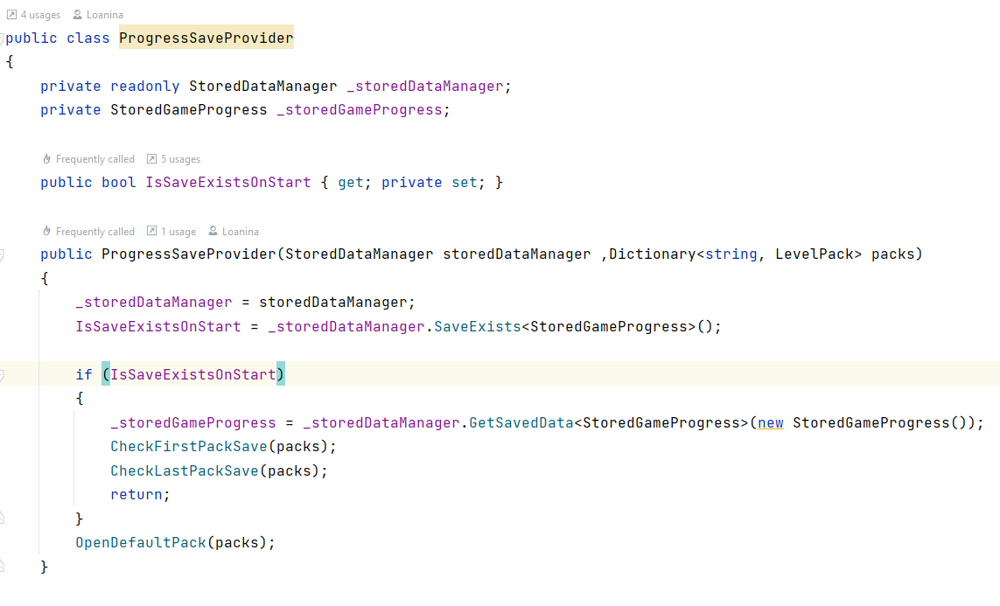 4 usages Loanina
public class ProgressSaveProvider
{
private readonly StoredDataManager _storedDataManager;
private StoredGameProgress _storedGameProgress;
Frequently called 5 usages
public bool IsSaveExistsOnStart { get; private set; }
Frequently called 1 usage Loanina
public ProgressSaveProvider(StoredDataManager storedDataManager ,Dictionary<string, LevelPack> packs)
{
_storedDataManager = storedDataManager;
IsSaveExistsOnStart = _storedDataManager.SaveExists<StoredGameProgress>();
if (IsSaveExistsOnStart)
{
_storedGameProgress = _storedDataManager.GetSavedData<StoredGameProgress>(new StoredGameProgress());
CheckFirstPackSave(packs);
CheckLastPackSave(packs);
return;
}
OpenDefaultPack(packs);
}